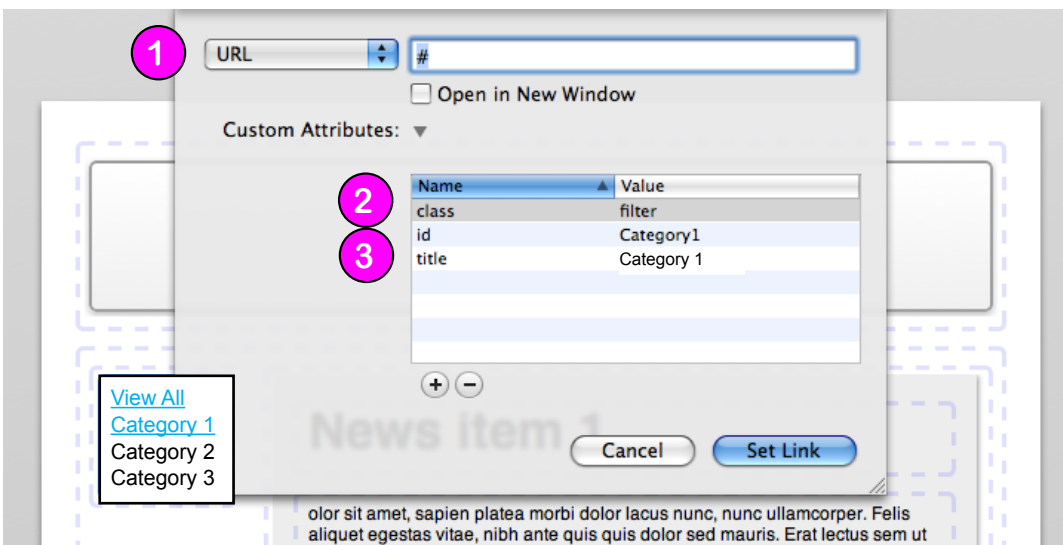 1 URL #
Open in New Window
Custom Attributes:
2 Name Value
class filter
id Category1
3 title Category 1
View All
Category 1
Category 2
Category 3
News item 1
Cancel Set Link
olor sit amet, sapien platea morbi dolor lacus nunc, nunc ullamcorper. Felis
aliquet egestas vitae, nibh ante quis quis dolor sed mauris. Erat lectus sem ut